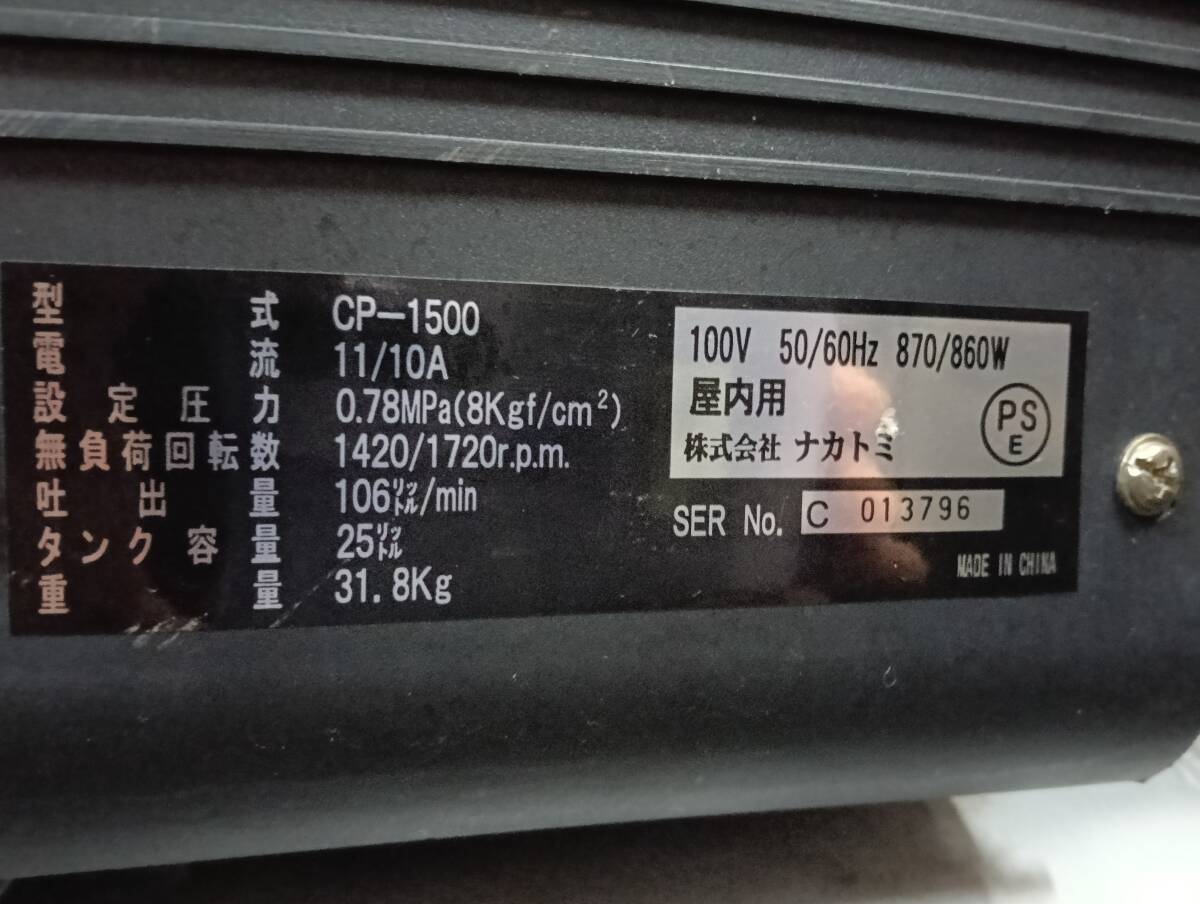 型式 CP-1500
電流 11/10A
設定圧力 0.78MPa(8Kgf/cm²)
無負荷回転数 1420/1720r.p.m.
吐出量 106㍑/min
タンク容量 25㍑
重量 31.8Kg
100V 50/60Hz 870/860W
屋内用
株式会社 ナカトミ
PS
E
SER No. C 013796
MADE IN CHINA